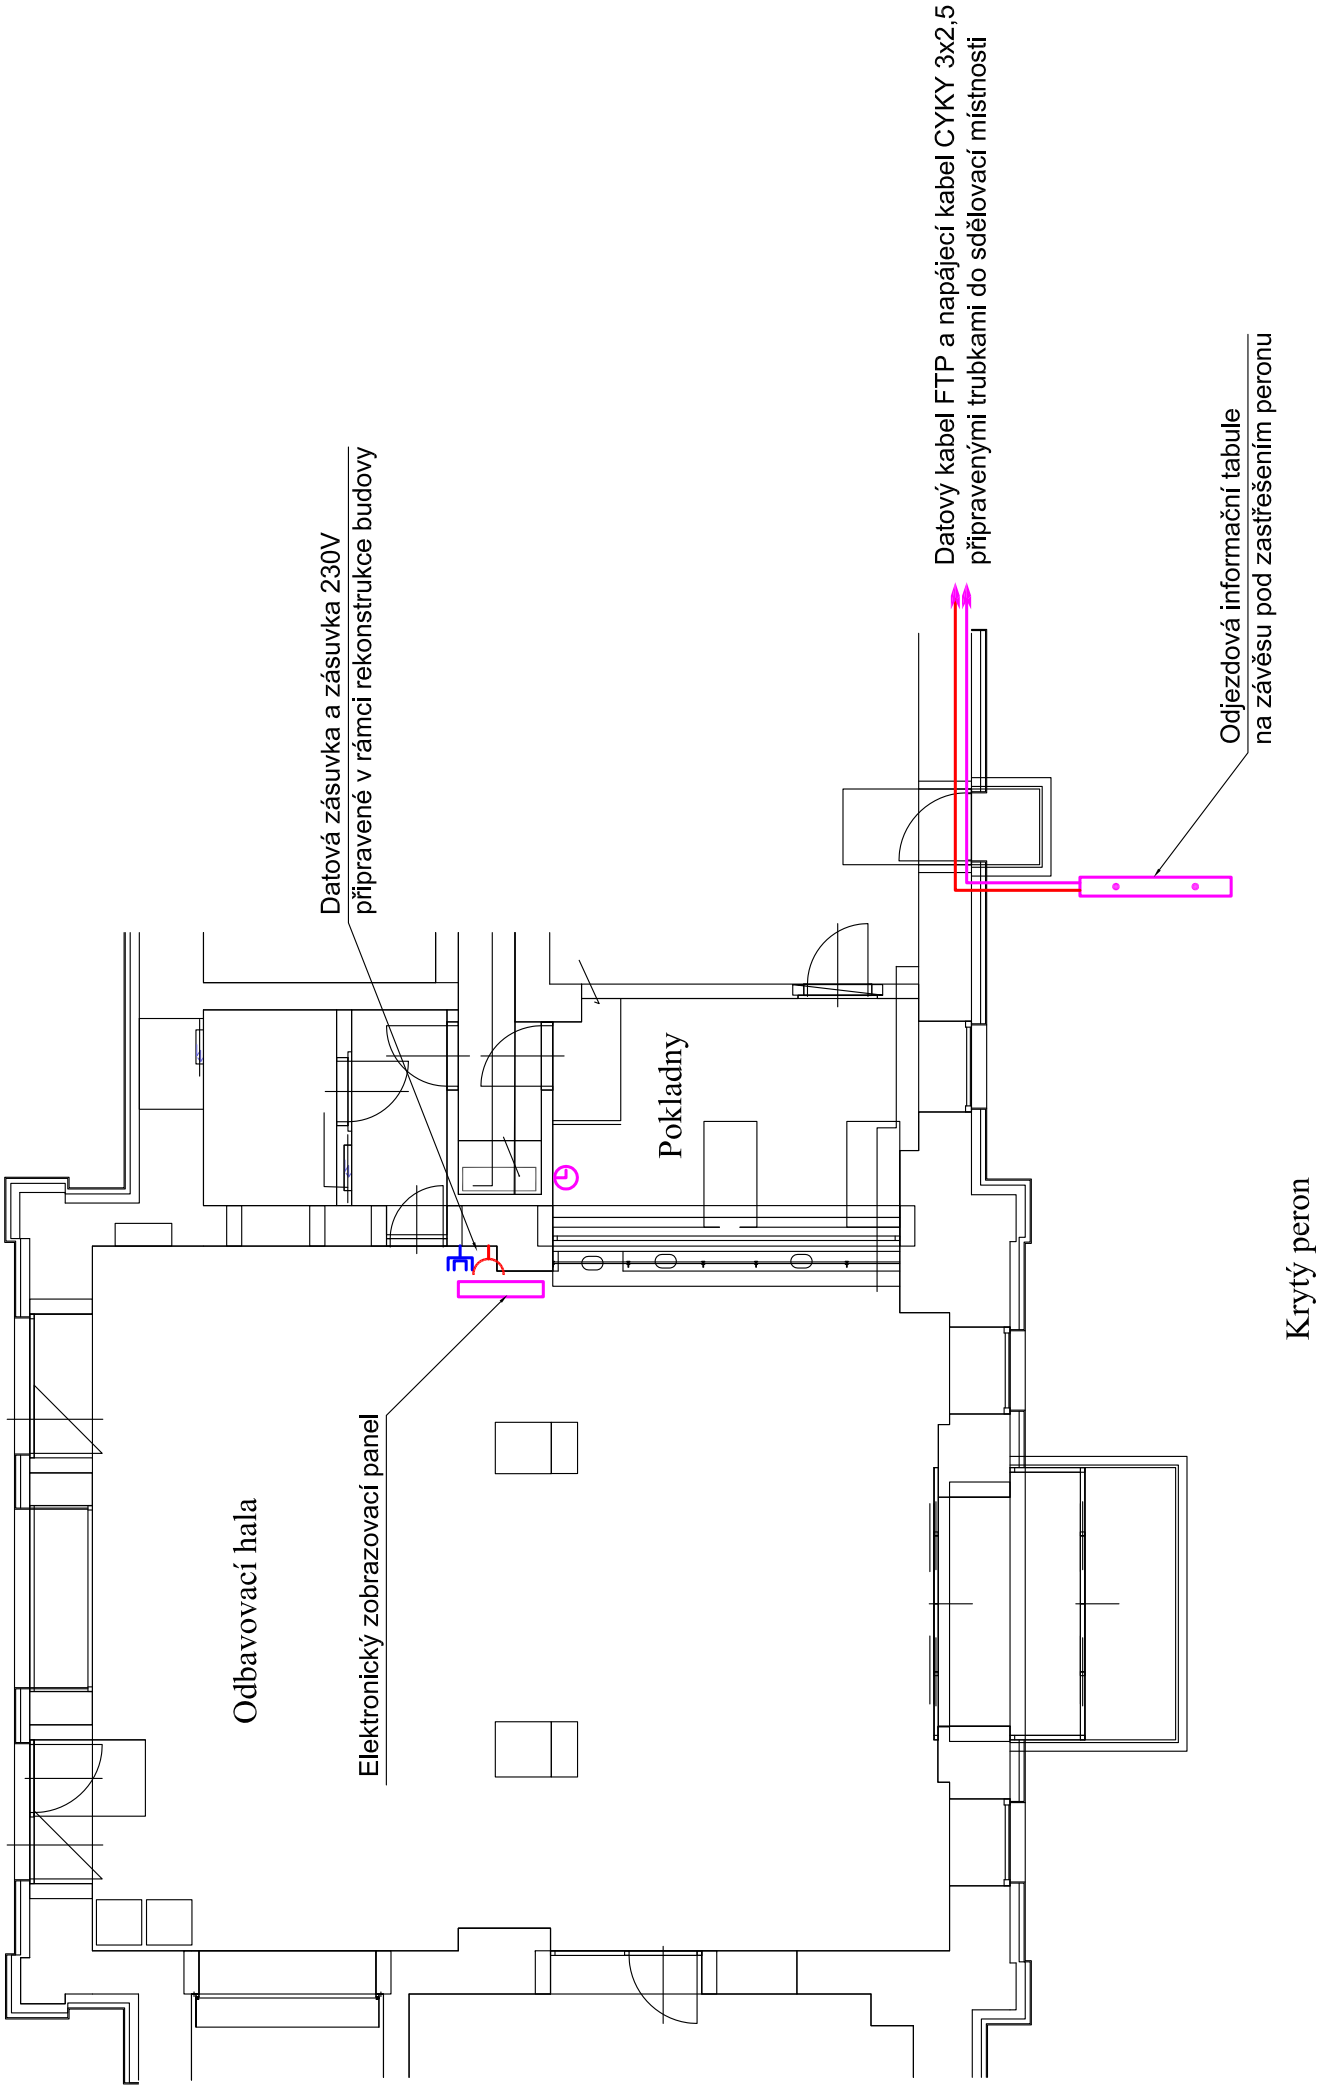 Datová zásuvka a zásuvka 230V
připravené v rámci rekonstrukce budovy
Datový kabel FTP a napájecí kabel CYKY 3x2,5
připravenými trubkami do sdělovací místnosti
Odjezdová informační tabule
na závěsu pod zastřešením peronu
Odbavovací hala
Elektronický zobrazovací panel
Pokladny
Krytý peron